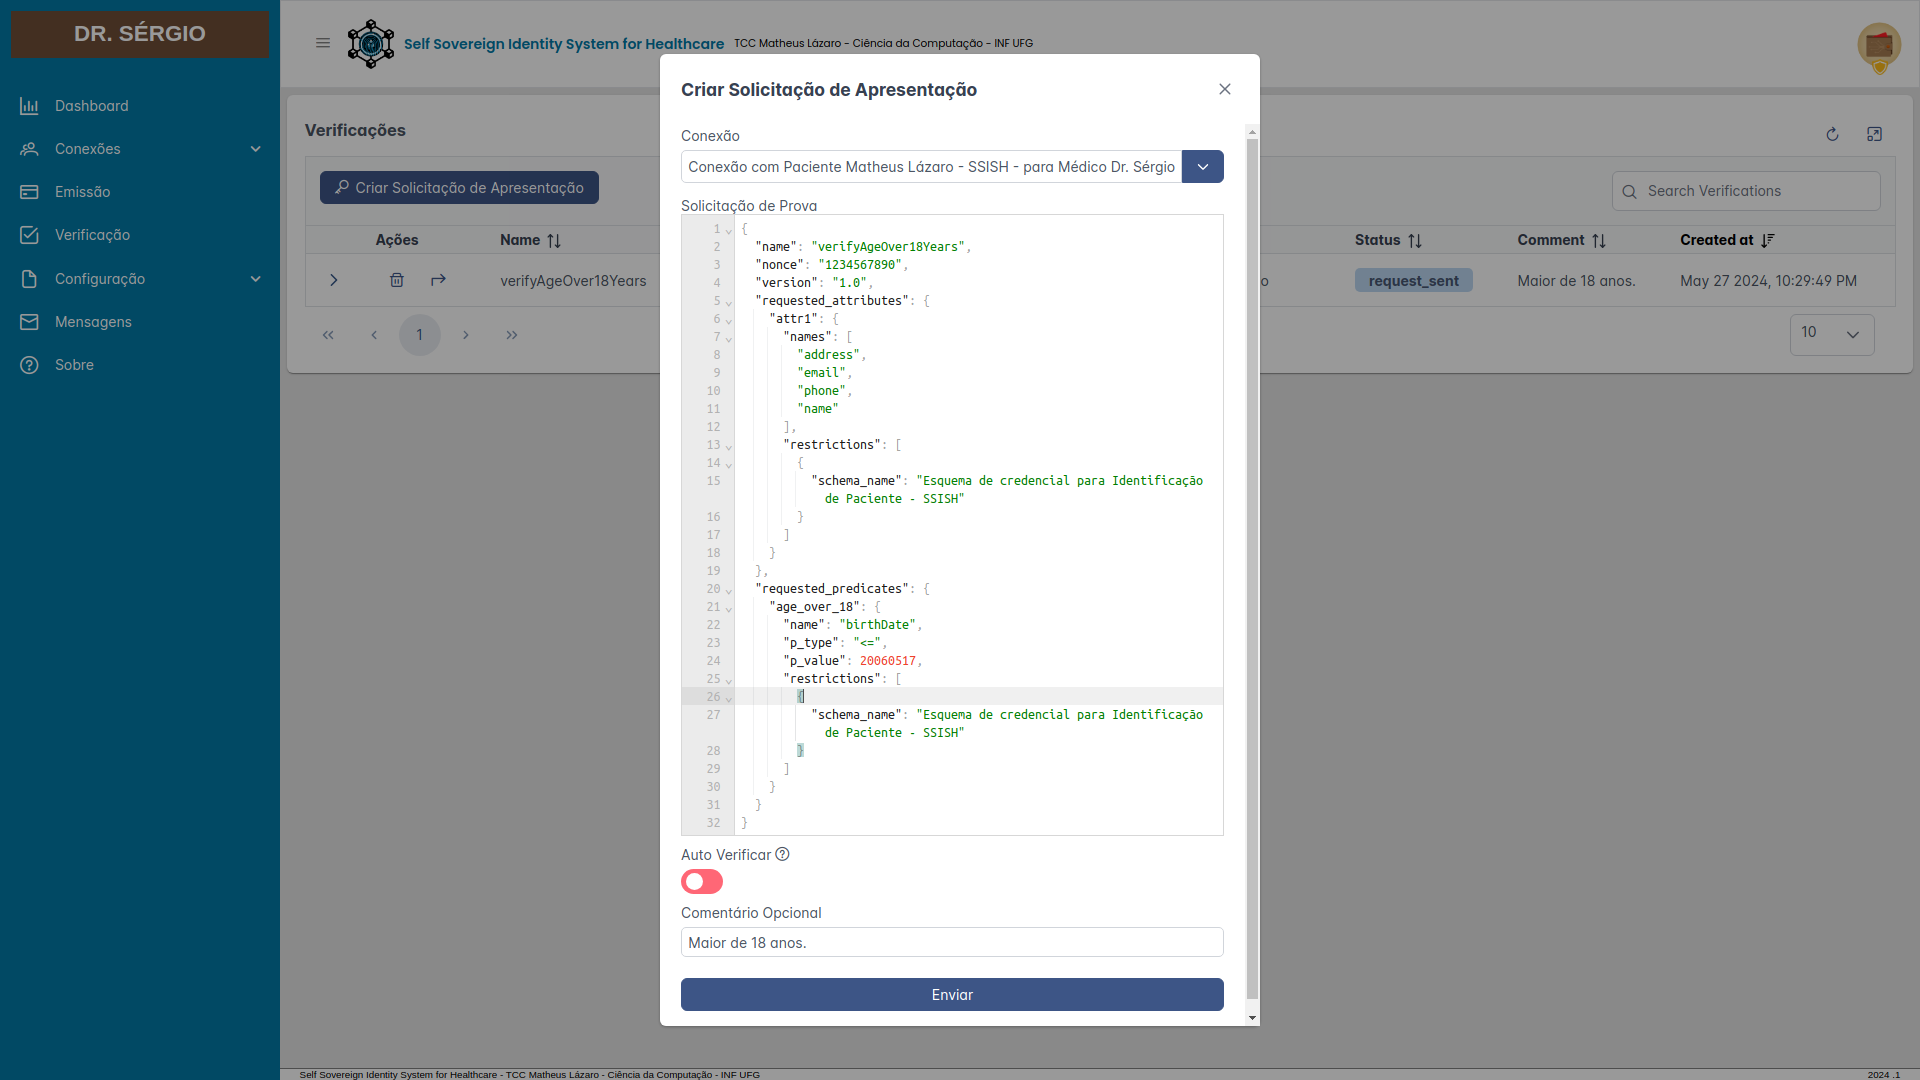 DR. SÉRGIO
Dashboard
Conexões
Emissão
Verificação
Configuração
Mensagens
Sobre
Self Sovereign Identity System for Healthcare TCC Matheus Lázaro - Ciência da Computação - INF UFG
Verificações
Criar Solicitação de Apresentação
Search Verifications
Ações Name Status Comment Created at
verifyAgeOver18Years o request_sent Maior de 18 anos. May 27 2024, 10:29:49 PM
1
10
Criar Solicitação de Apresentação
Conexão
Conexão com Paciente Matheus Lázaro - SSISH - para Médico Dr. Sérgio
Solicitação de Prova
1 {
2 "name": "verifyAgeOver18Years",
3 "nonce": "1234567890",
4 "version": "1.0",
5 "requested_attributes": {
6 "attr1": {
7 "names": [
8 "address",
9 "email",
10 "phone",
11 "name"
12 ],
13 "restrictions": [
14 {
15 "schema_name": "Esquema de credencial para Identificação
de Paciente - SSISH"
16 }
17 ]
18 }
19 },
20 "requested_predicates": {
21 "age_over_18": {
22 "name": "birthDate",
23 "p_type": "<=",
24 "p_value": 20060517,
25 "restrictions": [
26 {
27 "schema_name": "Esquema de credencial para Identificação
de Paciente - SSISH"
28 }
29 ]
30 }
31 }
32 }
Auto Verificar
Comentário Opcional
Maior de 18 anos.
Enviar
Self Sovereign Identity System for Healthcare - TCC Matheus Lázaro - Ciência da Computação - INF UFG
2024 .1